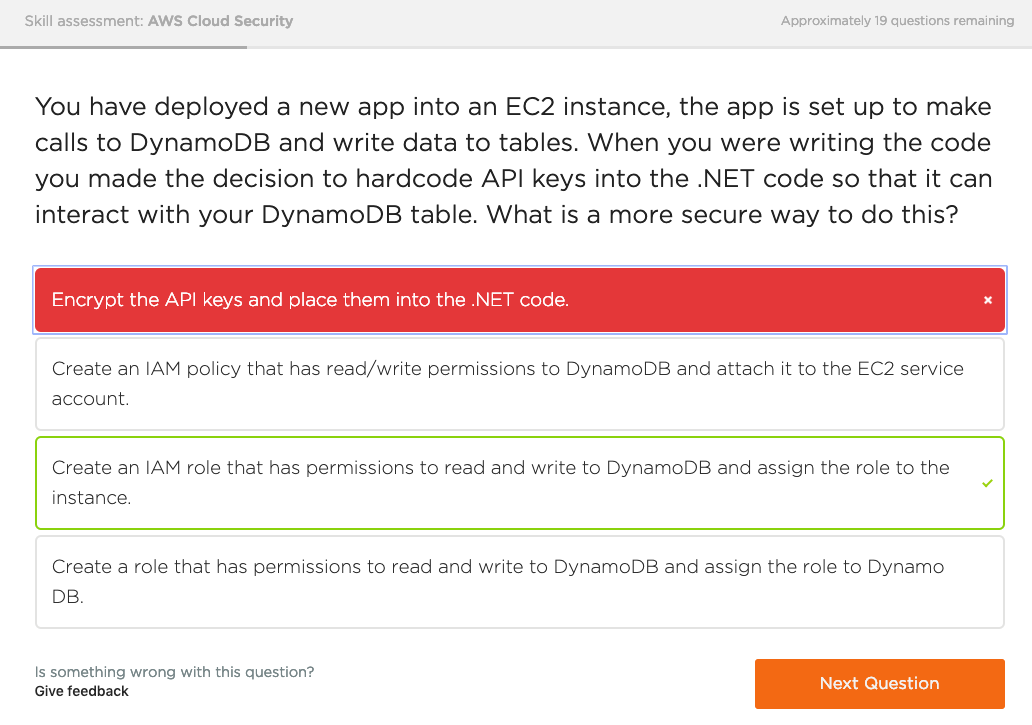 Skill assessment: AWS Cloud Security
Approximately 19 questions remaining
You have deployed a new app into an EC2 instance, the app is set up to make
calls to DynamoDB and write data to tables. When you were writing the code
you made the decision to hardcode API keys into the .NET code so that it can
interact with your DynamoDB table. What is a more secure way to do this?
Encrypt the API keys and place them into the .NET code.
Create an IAM policy that has read/write permissions to DynamoDB and attach it to the EC2 service
account.
Create an IAM role that has permissions to read and write to DynamoDB and assign the role to the
instance.
Create a role that has permissions to read and write to DynamoDB and assign the role to Dynamo
DB.
Is something wrong with this question?
Give feedback
Next Question